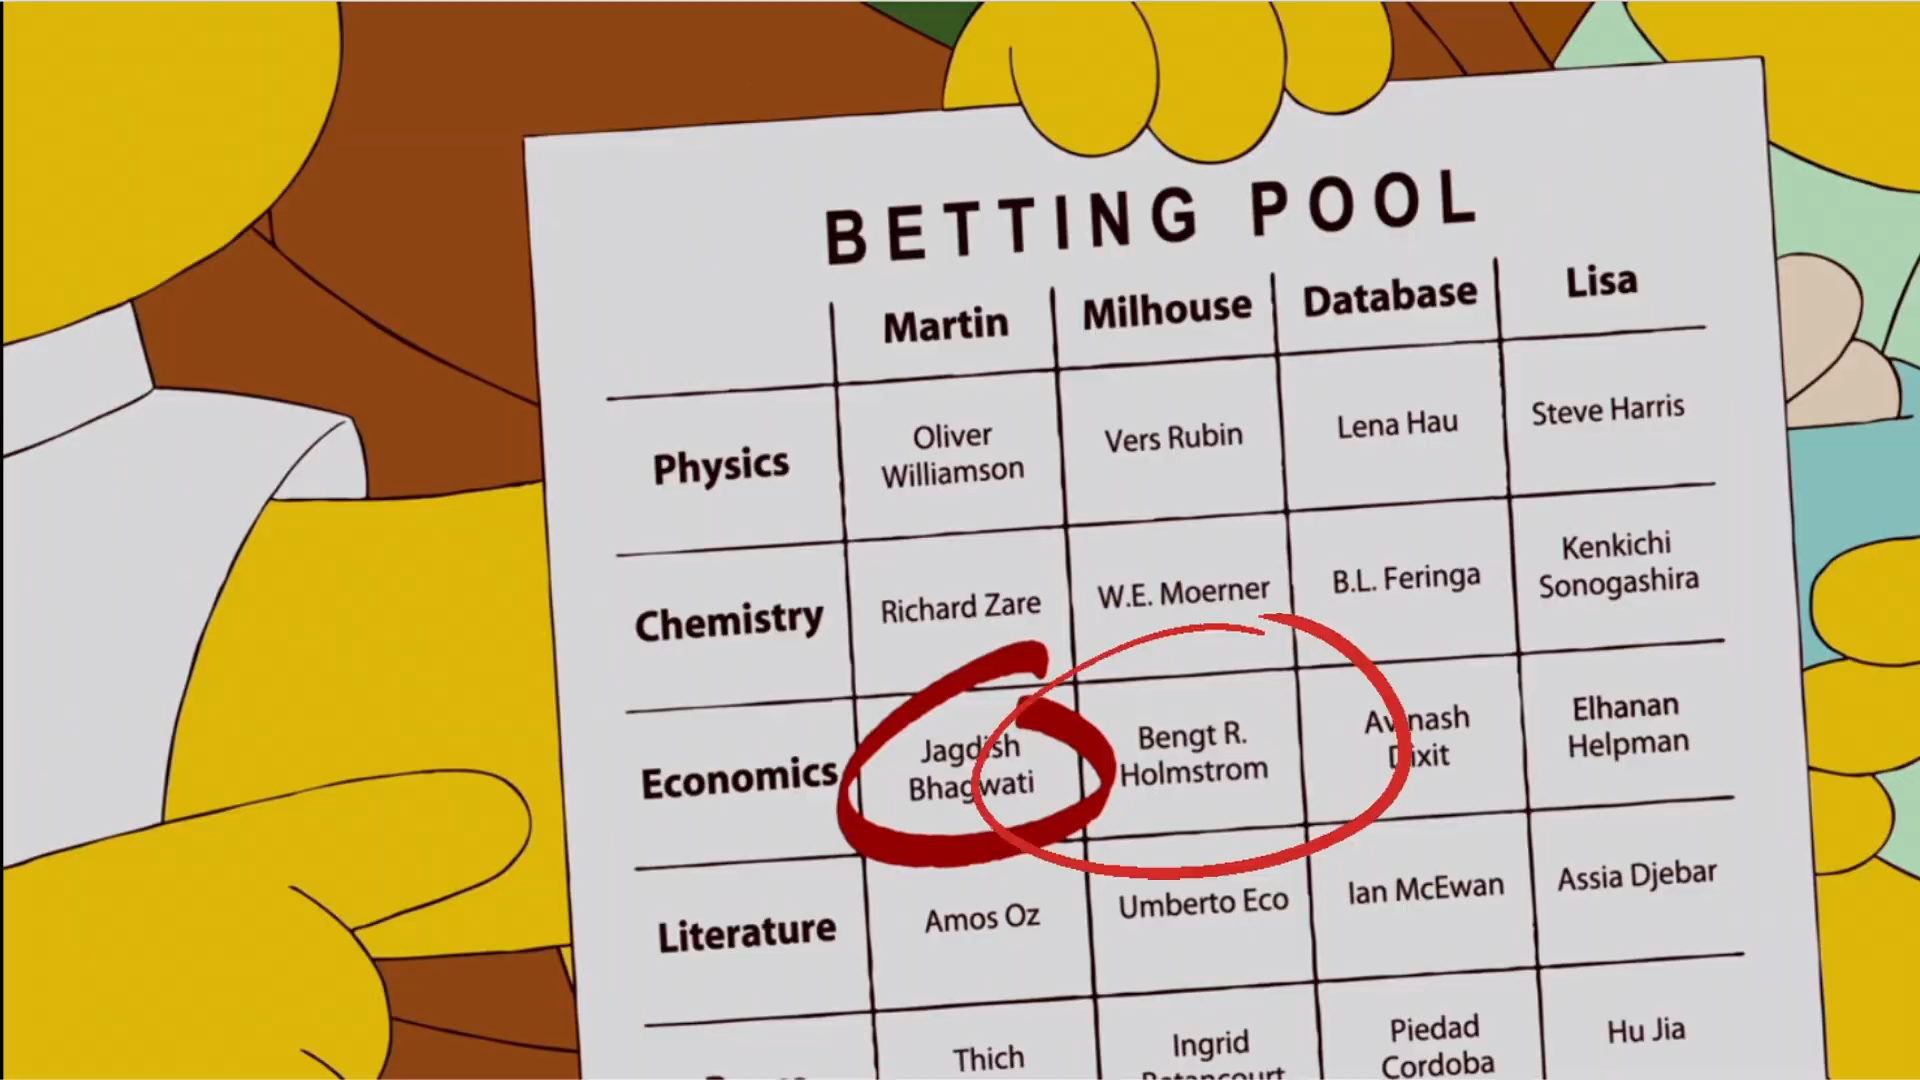 BETTING POOL
Martin Milhouse Database Lisa
Physics
Oliver
Williamson
Vers Rubin
Lena Hau
Steve Harris
Chemistry
Richard Zare
W.E. Moerner
B.L. Feringa
Kenkichi
Sonogashira
Economics
Jagdish
Bhagwati
Bengt R.
Holmstrom
Avinash
Dixit
Elhanan
Helpman
Literature
Amos Oz
Umberto Eco
Ian McEwan
Assia Djebar
Thich
Ingrid
Betancourt
Piedad
Cordoba
Hu Jia